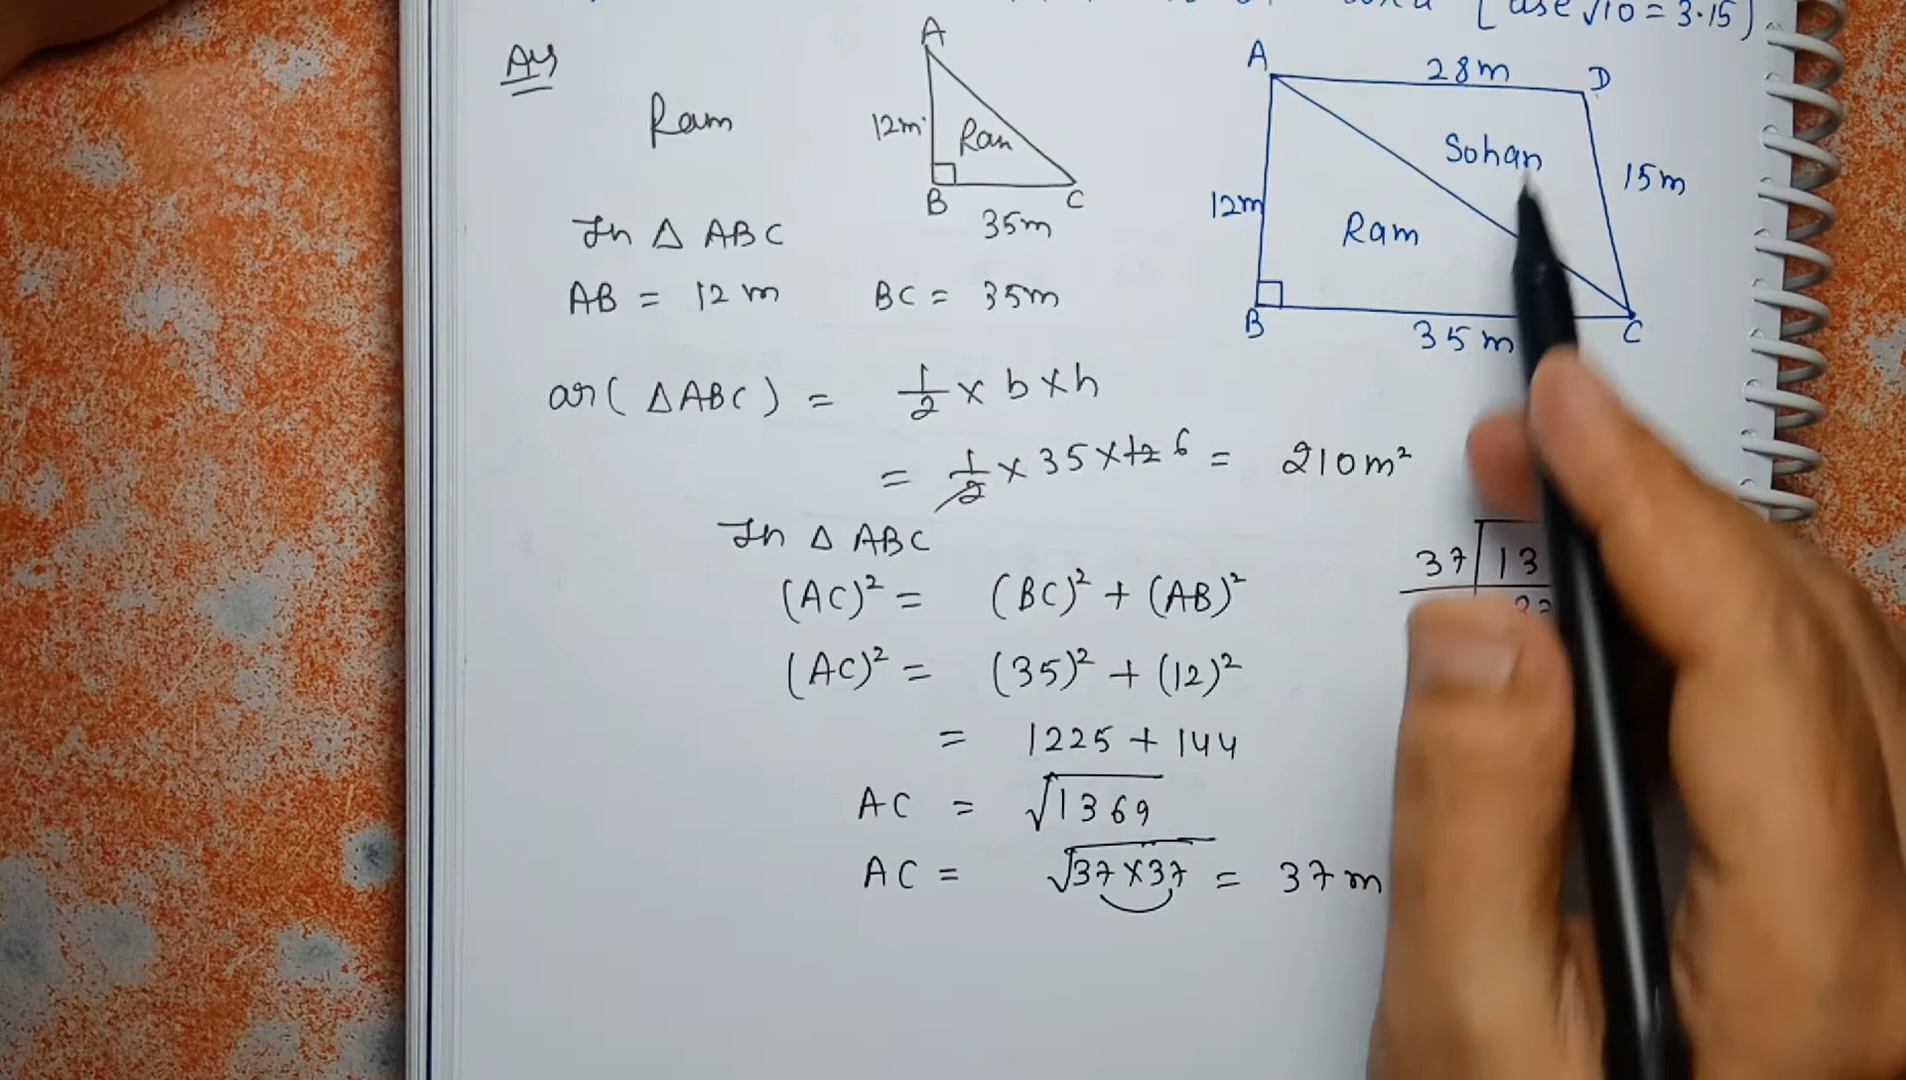 [use √10 = 3.15)
Ans
Ram
A
12m
Ram
B
C
35m
A
28m
D
Sohan
15m
12m
Ram
B
35m
C
In △ ABC
AB = 12 m BC = 35m
ar( △ABC) = 1/2 × b × h
= 1/2 × 35 × 12 6 = 210m²
In △ ABC
(AC)² = (BC)² + (AB)²
37 13
(AC)² = (35)² + (12)²
= 1225 + 144
AC = √1369
AC = √37×37 = 37m